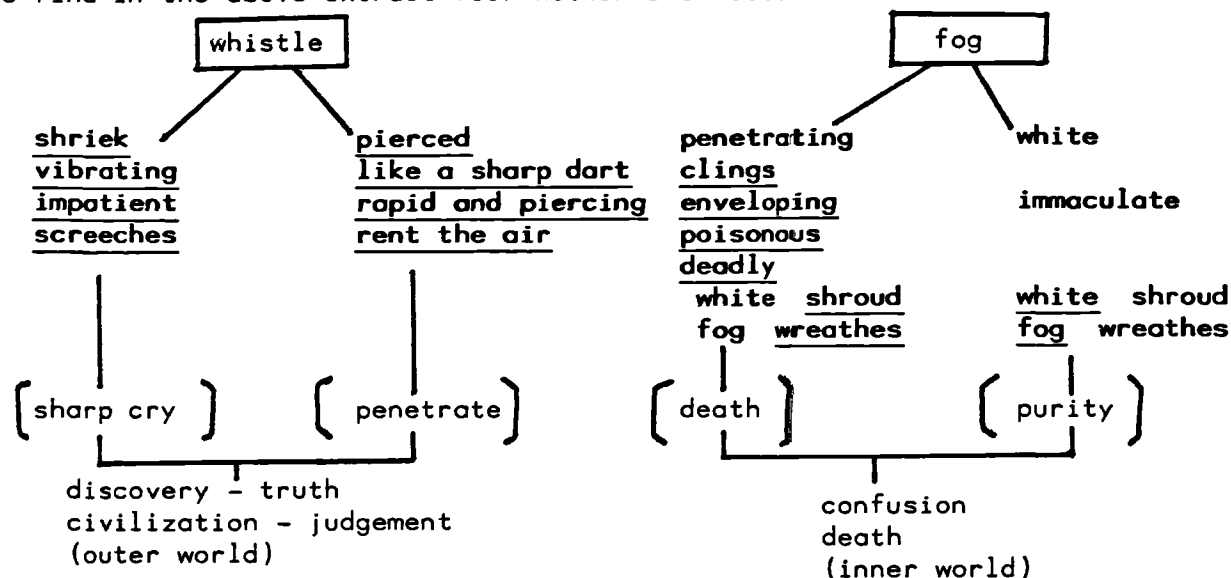 whistle
fog
shriek pierced penetrating white
vibrating like a sharp dart clings
impatient rapid and piercing enveloping immaculate
screeches rent the air poisonous
deadly
white shroud white shroud
fog wreathes fog wreathes
(sharp cry) (penetrate) (death) (purity)
discovery – truth
civilization – judgement
(outer world)
confusion
death
(inner world)